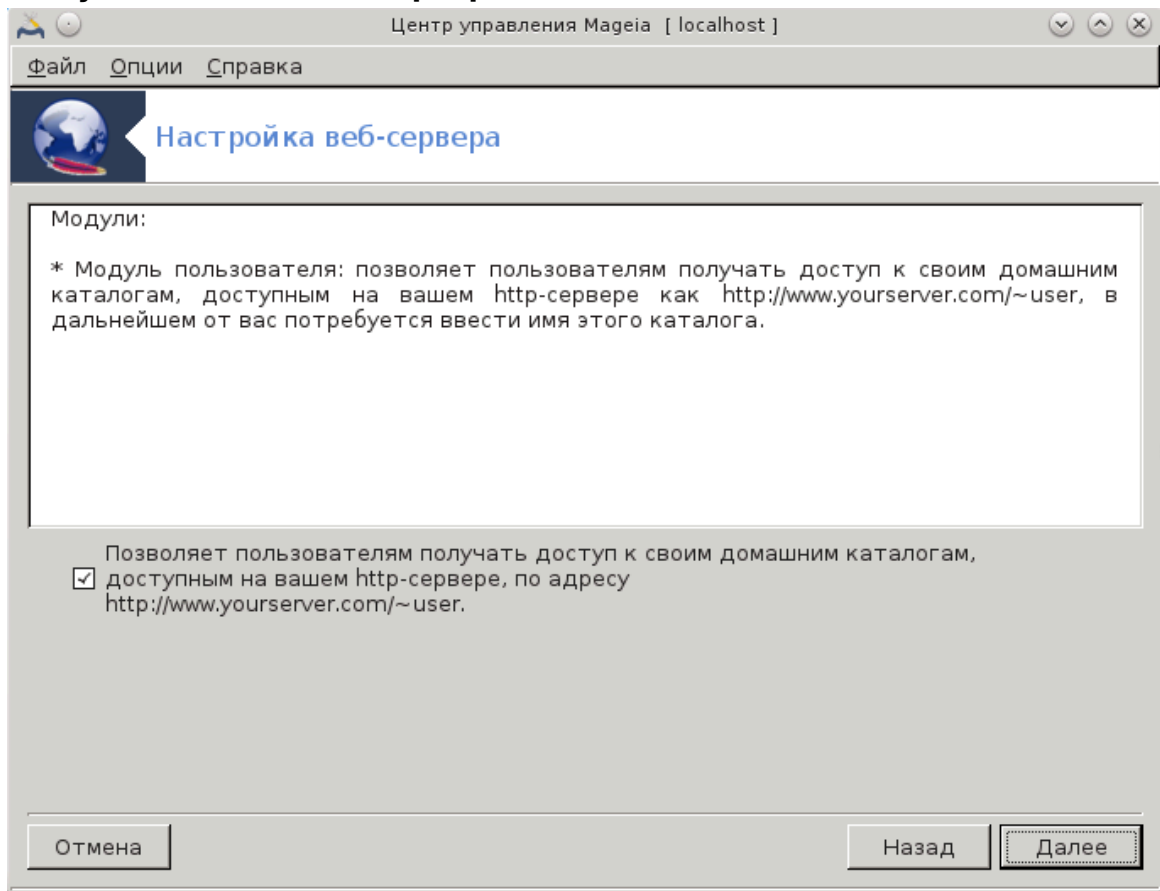 Центр управления Mageia [ localhost ]
Файл Опции Справка
Настройка веб-сервера
Модули:
* Модуль пользователя: позволяет пользователям получать доступ к своим домашним
каталогам, доступным на вашем http-сервере как http://www.yourserver.com/~user, в
дальнейшем от вас потребуется ввести имя этого каталога.
Позволяет пользователям получать доступ к своим домашним каталогам,
доступным на вашем http-сервере, по адресу
http://www.yourserver.com/~user.
Отмена
Назад
Далее